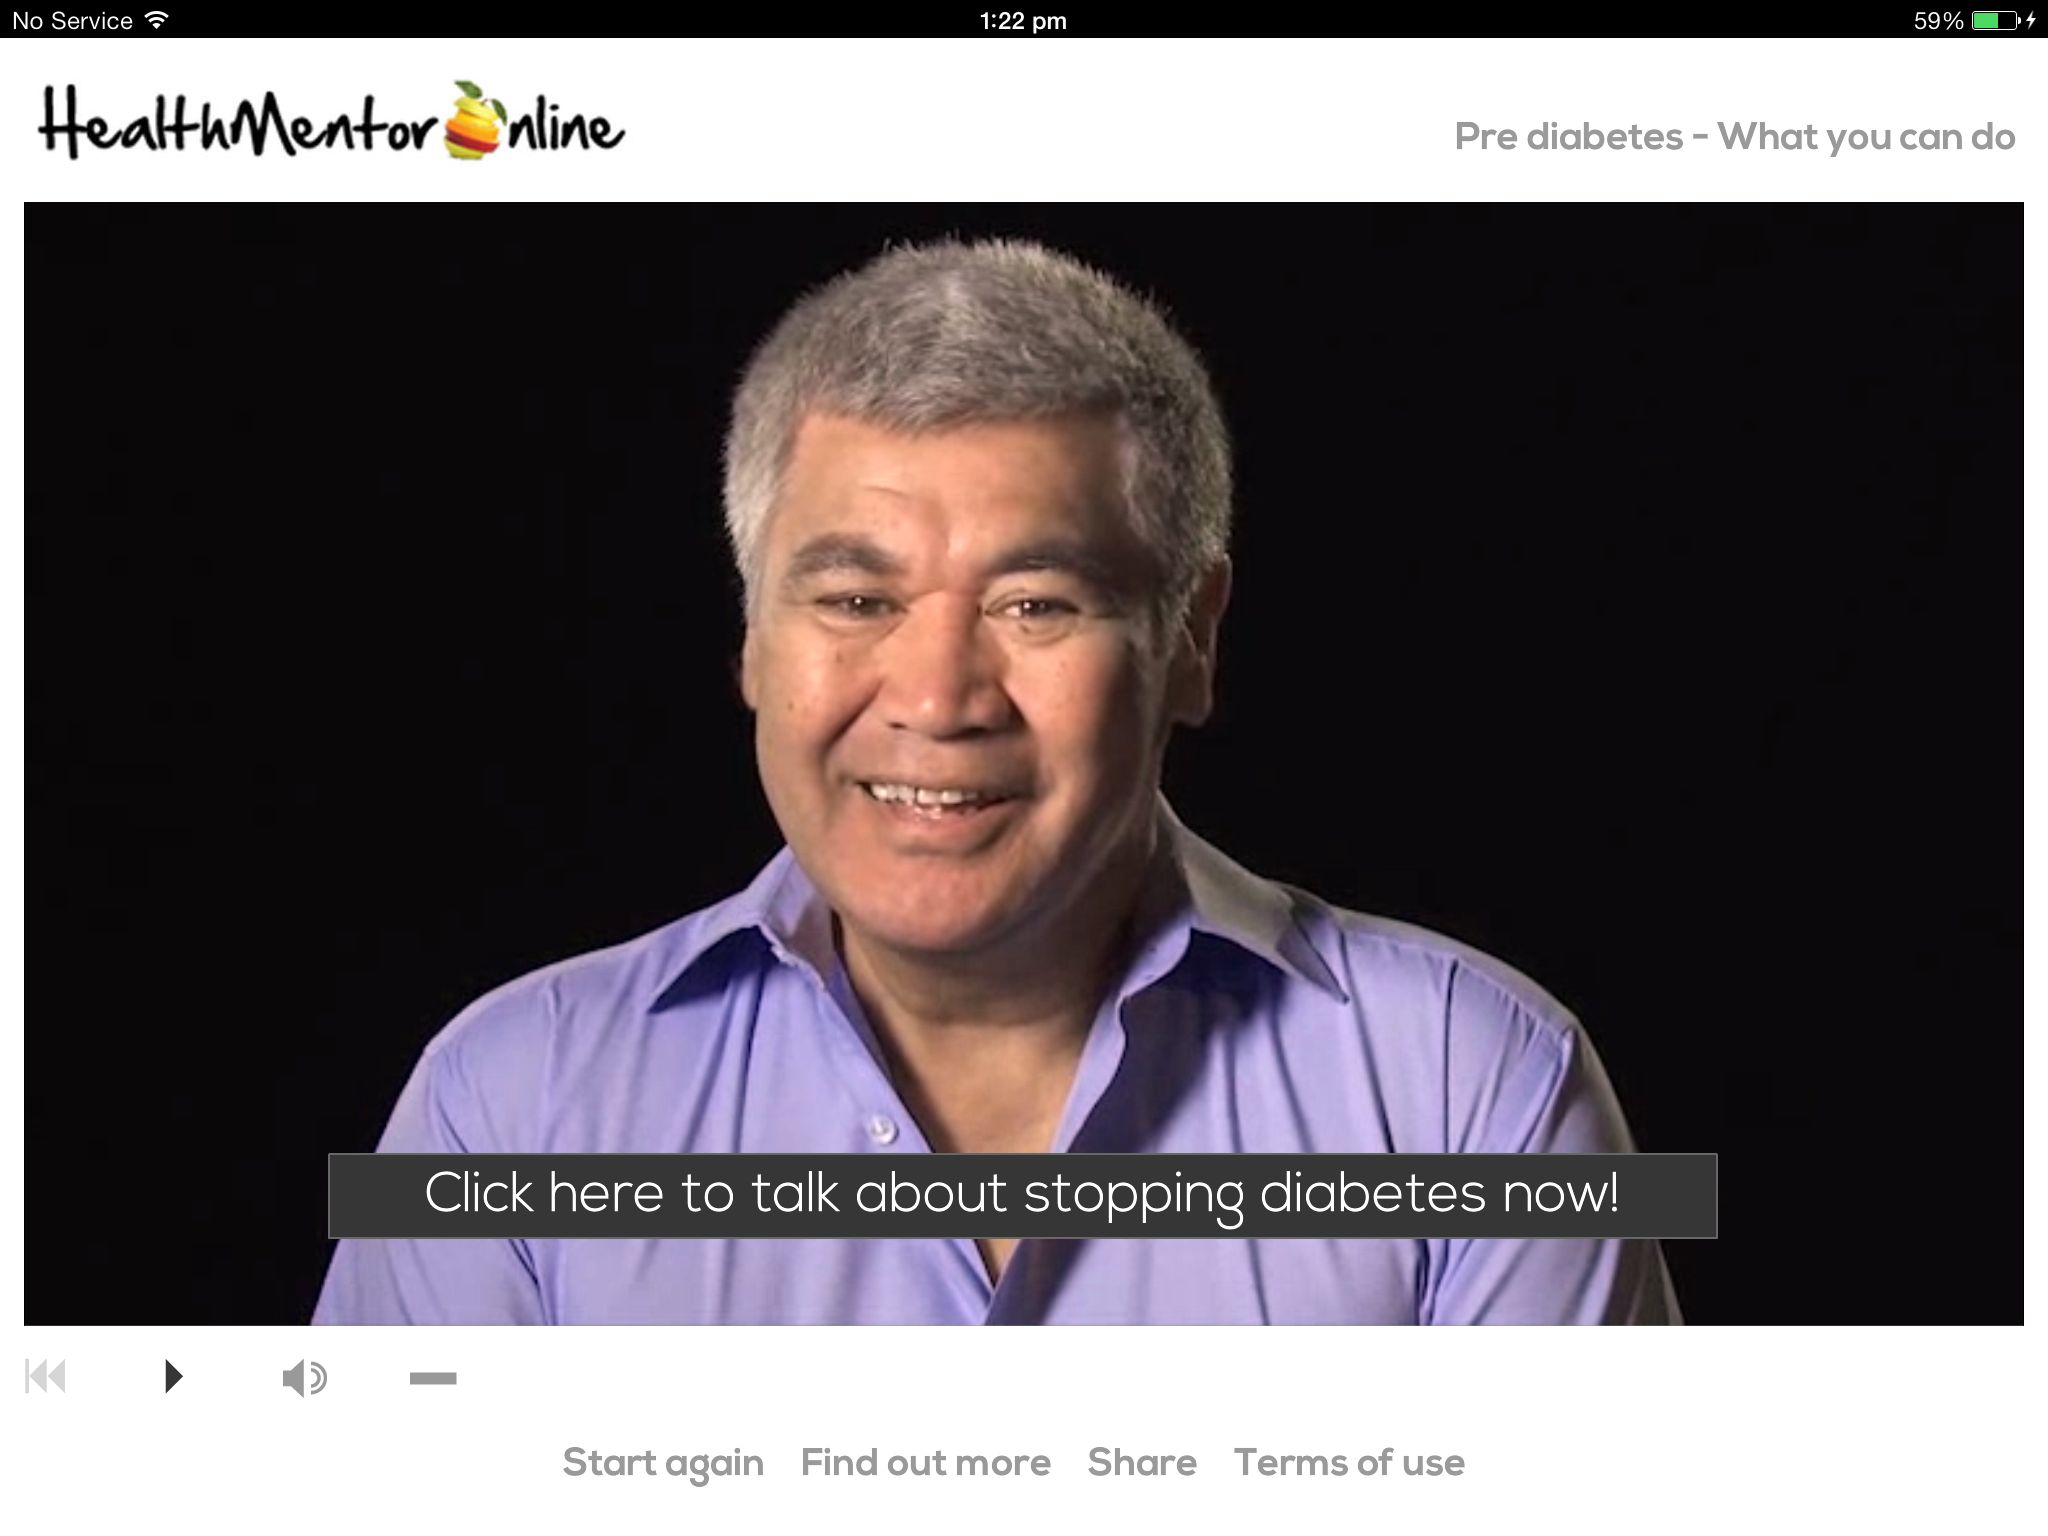 No Service
1:22 pm
59%
HealthMentorOnline
Pre diabetes - What you can do
Click here to talk about stopping diabetes now!
Start again
Find out more
Share
Terms of use